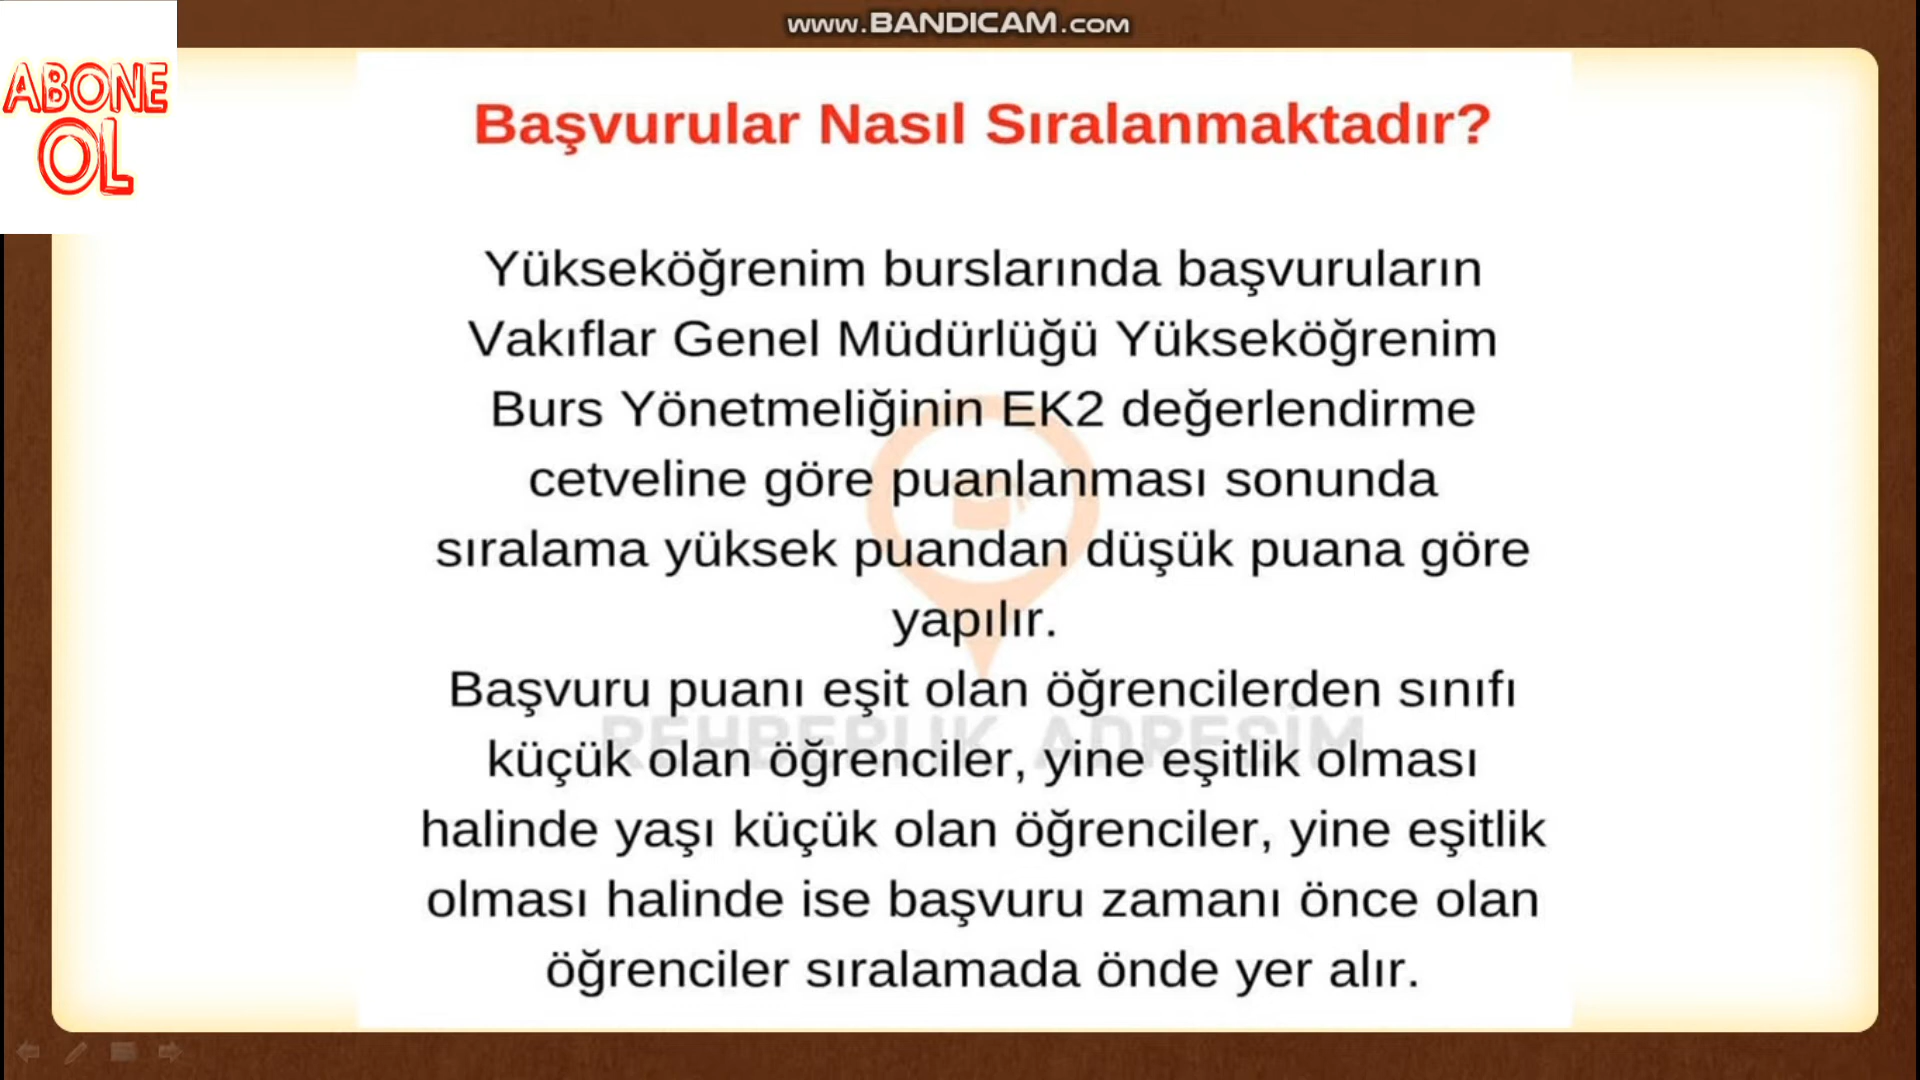 www.BANDICAM.com
ABONE
OL
Başvurular Nasıl Sıralanmaktadır?
Yükseköğrenim burslarında başvuruların
Vakıflar Genel Müdürlüğü Yükseköğrenim
Burs Yönetmeliğinin EK2 değerlendirme
cetveline göre puanlanması sonunda
sıralama yüksek puandan düşük puana göre
yapılır.
Başvuru puanı eşit olan öğrencilerden sınıfı
REHBERLİK ADRESİM
küçük olan öğrenciler, yine eşitlik olması
halinde yaşı küçük olan öğrenciler, yine eşitlik
olması halinde ise başvuru zamanı önce olan
öğrenciler sıralamada önde yer alır.